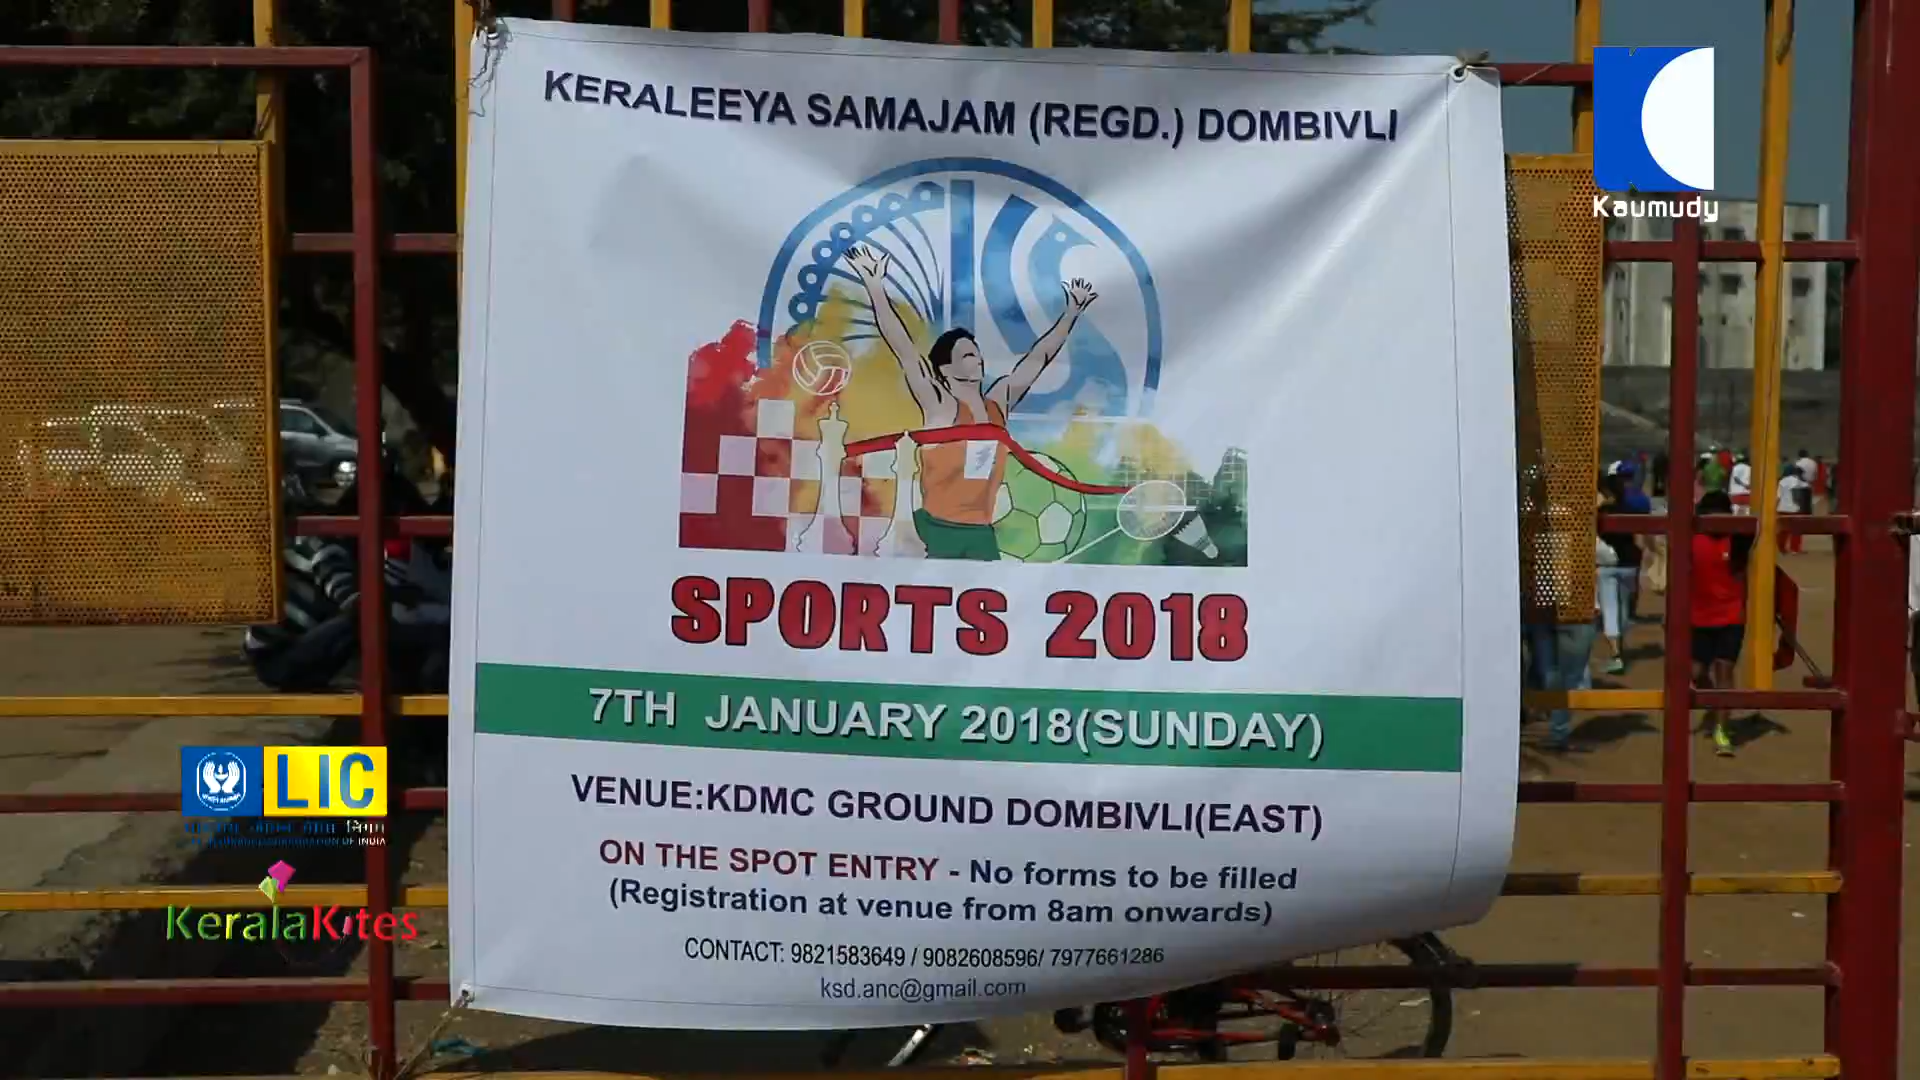 KERALEEYA SAMAJAM (REGD.) DOMBIVLI
SPORTS 2018
7TH JANUARY 2018(SUNDAY)
VENUE:KDMC GROUND DOMBIVLI(EAST)
ON THE SPOT ENTRY - No forms to be filled
(Registration at venue from 8am onwards)
CONTACT: 9821583649 / 9082608596/ 7977661286
ksd.anc@gmail.com
Kaumudy
LIC
OF INDIA
KeralaKites